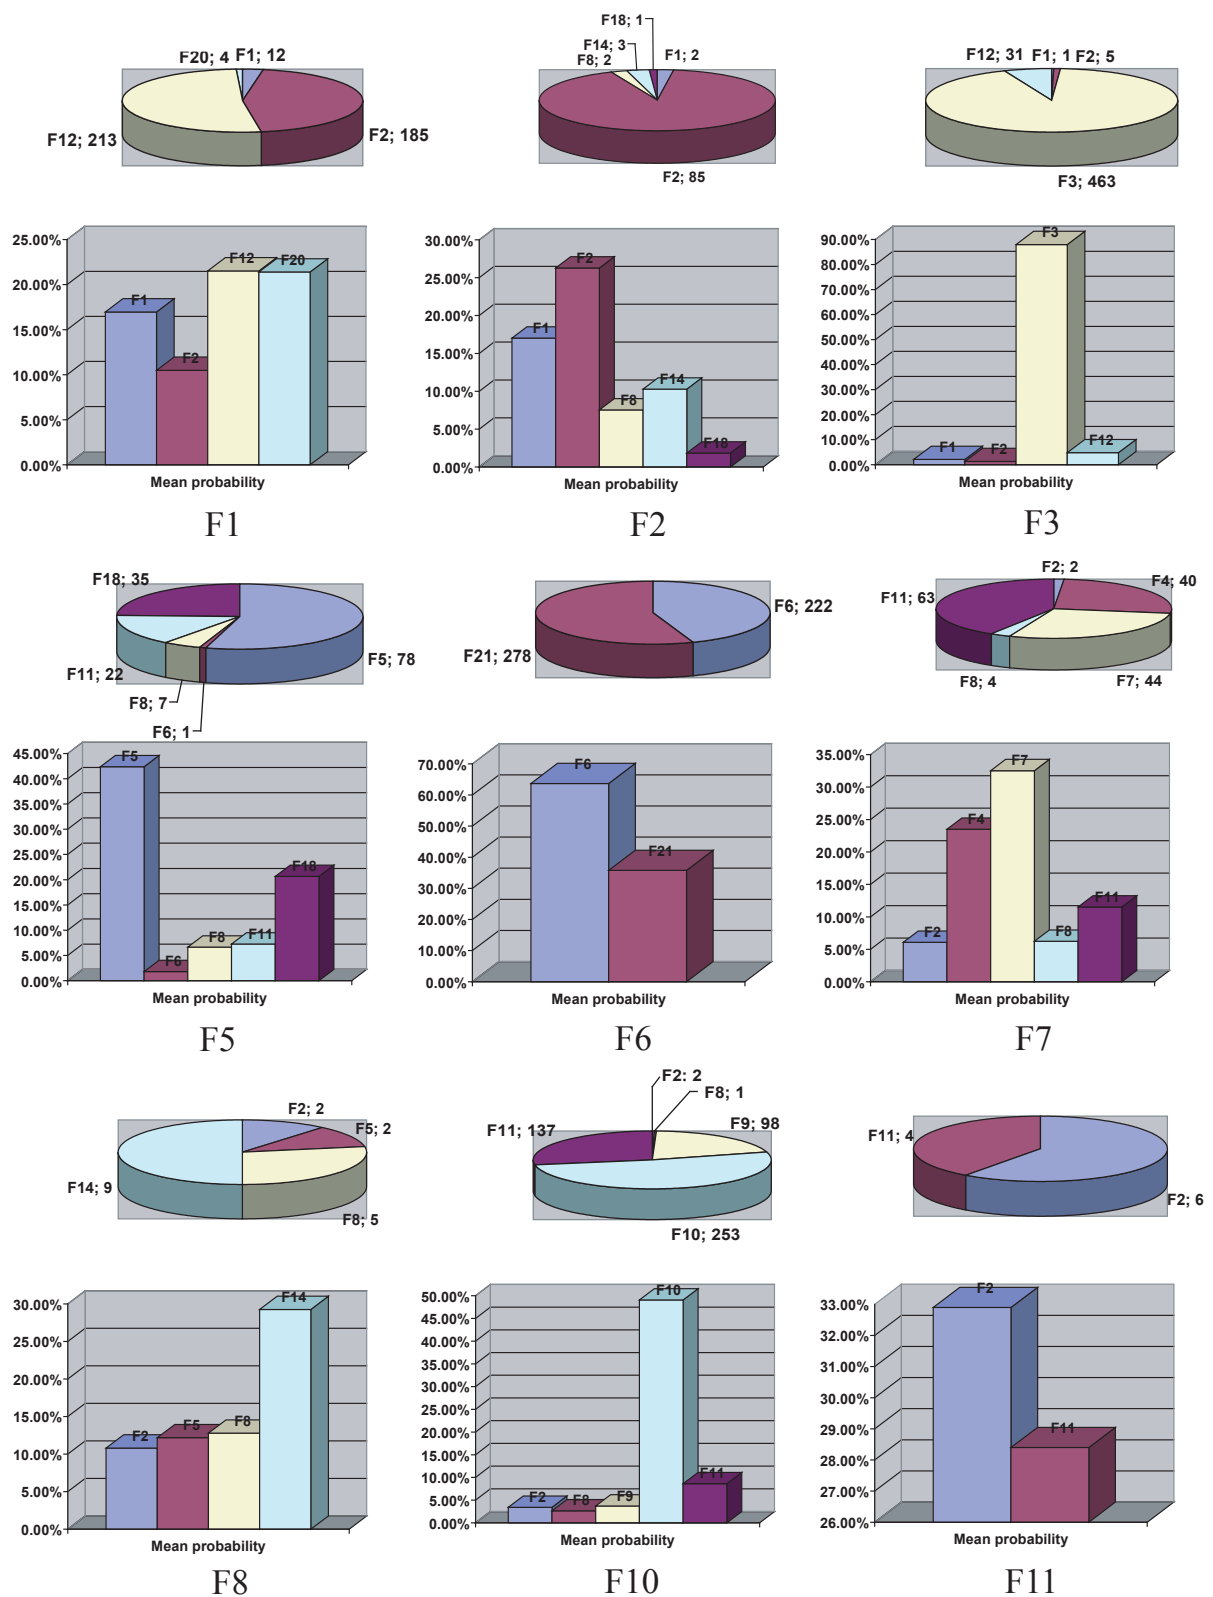 F20; 4 F1; 12
F12; 213
F2; 185
F18; 1
F14; 3
F1; 2
F8; 2
F2; 85
F12; 31 F1; 1 F2; 5
F3; 463
25.00%
20.00%
15.00%
10.00%
5.00%
0.00%
F1
F2
F12
F20
Mean probability
F1
30.00%
25.00%
20.00%
15.00%
10.00%
5.00%
0.00%
F1
F2
F8
F14
F18
Mean probability
F2
90.00%
80.00%
70.00%
60.00%
50.00%
40.00%
30.00%
20.00%
10.00%
0.00%
F1
F2
F3
F12
Mean probability
F3
F18; 35
F11; 22
F8; 7
F6; 1
F5; 78
F6; 222
F21; 278
F2; 2
F4; 40
F11; 63
F8; 4
F7; 44
45.00%
40.00%
35.00%
30.00%
25.00%
20.00%
15.00%
10.00%
5.00%
0.00%
F5
F6
F8
F11
F18
Mean probability
F5
70.00%
60.00%
50.00%
40.00%
30.00%
20.00%
10.00%
0.00%
F6
F21
Mean probability
F6
35.00%
30.00%
25.00%
20.00%
15.00%
10.00%
5.00%
0.00%
F2
F4
F7
F8
F11
Mean probability
F7
F2; 2
F5; 2
F14; 9
F8; 5
F2: 2
F8; 1
F11; 137
F9; 98
F10; 253
F11; 4
F2; 6
30.00%
25.00%
20.00%
15.00%
10.00%
5.00%
0.00%
F2
F5
F8
F14
Mean probability
F8
50.00%
45.00%
40.00%
35.00%
30.00%
25.00%
20.00%
15.00%
10.00%
5.00%
0.00%
F2
F8
F9
F10
F11
Mean probability
F10
33.00%
32.00%
31.00%
30.00%
29.00%
28.00%
27.00%
26.00%
F2
F11
Mean probability
F11